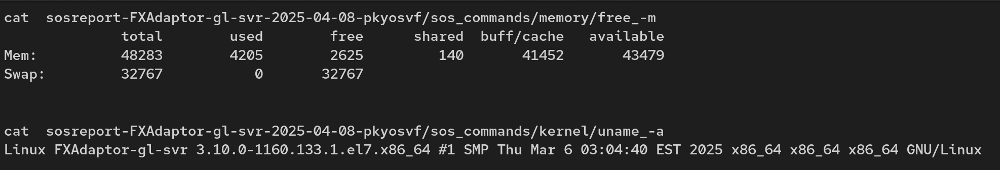 cat  sosreport-FXAdaptor-gl-svr-2025-04-08-pkyosvf/sos_commands/memory/free_-m
              total        used        free      shared  buff/cache   available
Mem:          48283        4205        2625         140       41452       43479
Swap:         32767           0       32767
cat  sosreport-FXAdaptor-gl-svr-2025-04-08-pkyosvf/sos_commands/kernel/uname_-a
Linux FXAdaptor-gl-svr 3.10.0-1160.133.1.el7.x86_64 #1 SMP Thu Mar 6 03:04:40 EST 2025 x86_64 x86_64 x86_64 GNU/Linux